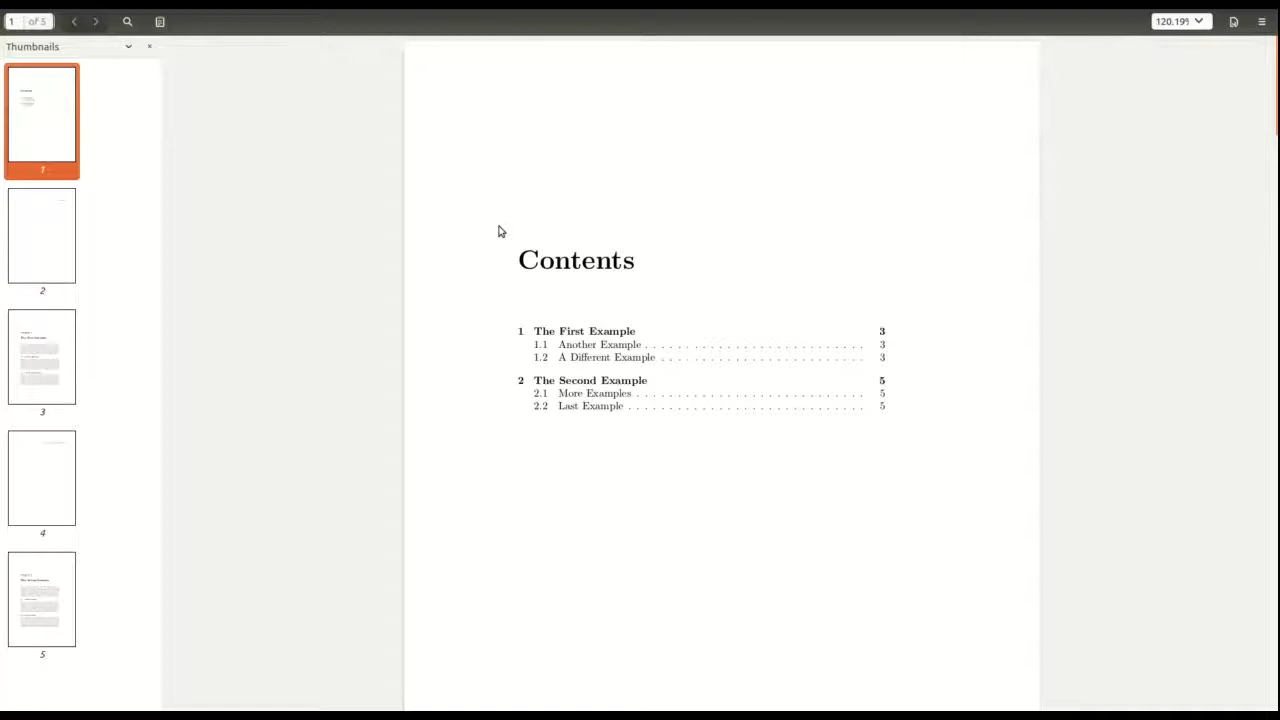 1 of 5
120.19%
Thumbnails
1
2
3
4
5
Contents
1 The First Example 3
1.1 Another Example . . . . . . . . . . . . . . . . . . . . . . . . . . . 3
1.2 A Different Example . . . . . . . . . . . . . . . . . . . . . . . . . 3
2 The Second Example 5
2.1 More Examples . . . . . . . . . . . . . . . . . . . . . . . . . . . . 5
2.2 Last Example . . . . . . . . . . . . . . . . . . . . . . . . . . . . . 5